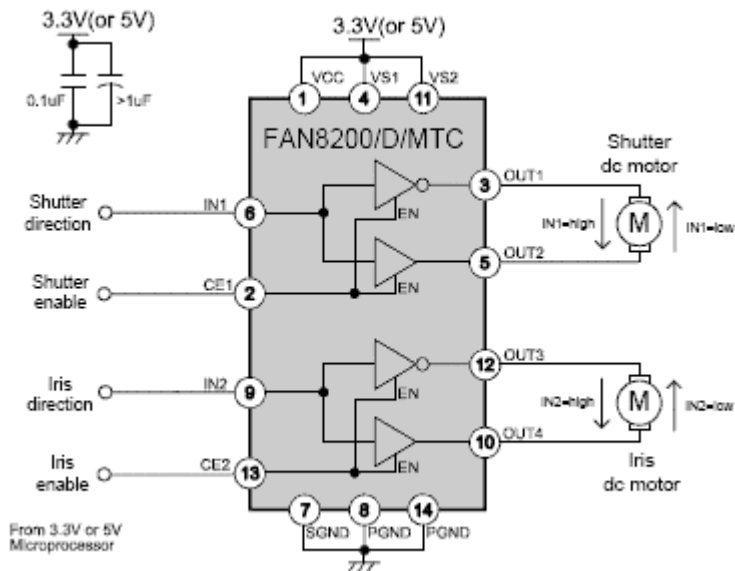 3.3V(or 5V)
0.1uF
>1uF
3.3V(or 5V)
VCC
VS1
VS2
1
4
11
FAN8200/D/MTC
Shutter
dc motor
Shutter
direction
IN1
6
EN
3
OUT1
IN1=high
M
IN1=low
Shutter
enable
CE1
2
EN
5
OUT2
Iris
direction
IN2
9
EN
12
OUT3
IN2=high
M
IN2=low
Iris
enable
CE2
13
EN
10
OUT4
Iris
dc motor
7
8
14
SGND
PGND
PGND
From 3.3V or 5V
Microprocessor